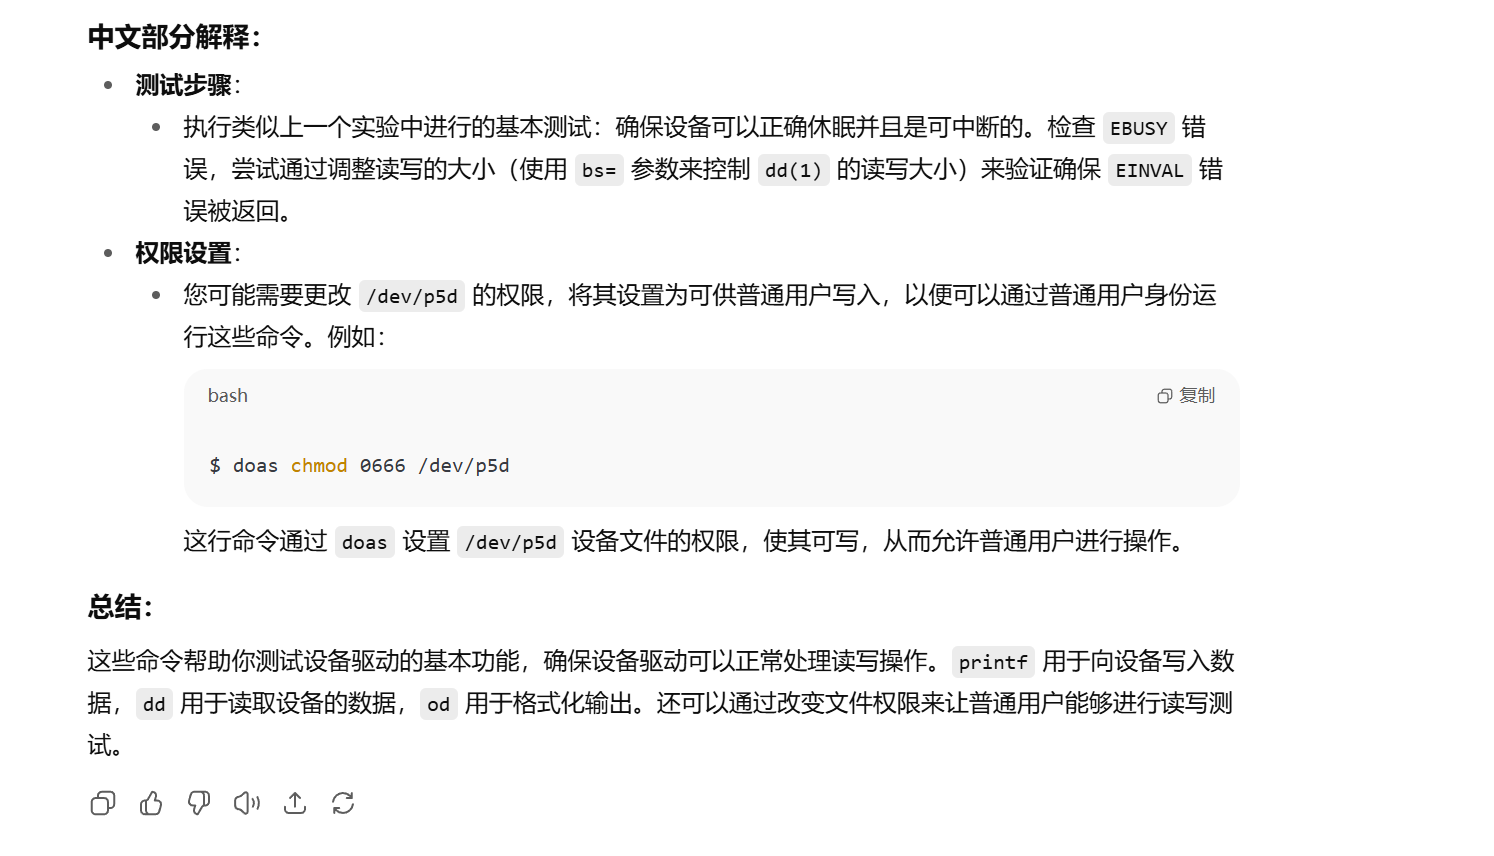 中文部分解释：
• 测试步骤：
• 执行类似上一个实验中进行的基本测试：确保设备可以正确休眠并且是可中断的。检查 EBUSY 错
误，尝试通过调整读写的大小（使用 bs= 参数来控制 dd(1) 的读写大小）来验证确保 EINVAL 错
误被返回。
• 权限设置：
• 您可能需要更改 /dev/p5d 的权限，将其设置为可供普通用户写入，以便可以通过普通用户身份运
行这些命令。例如：
bash 复制
$ doas chmod 0666 /dev/p5d
这行命令通过 doas 设置 /dev/p5d 设备文件的权限，使其可写，从而允许普通用户进行操作。
总结：
这些命令帮助你测试设备驱动的基本功能，确保设备驱动可以正常处理读写操作。printf 用于向设备写入数
据，dd 用于读取设备的数据，od 用于格式化输出。还可以通过改变文件权限来让普通用户能够进行读写测
试。